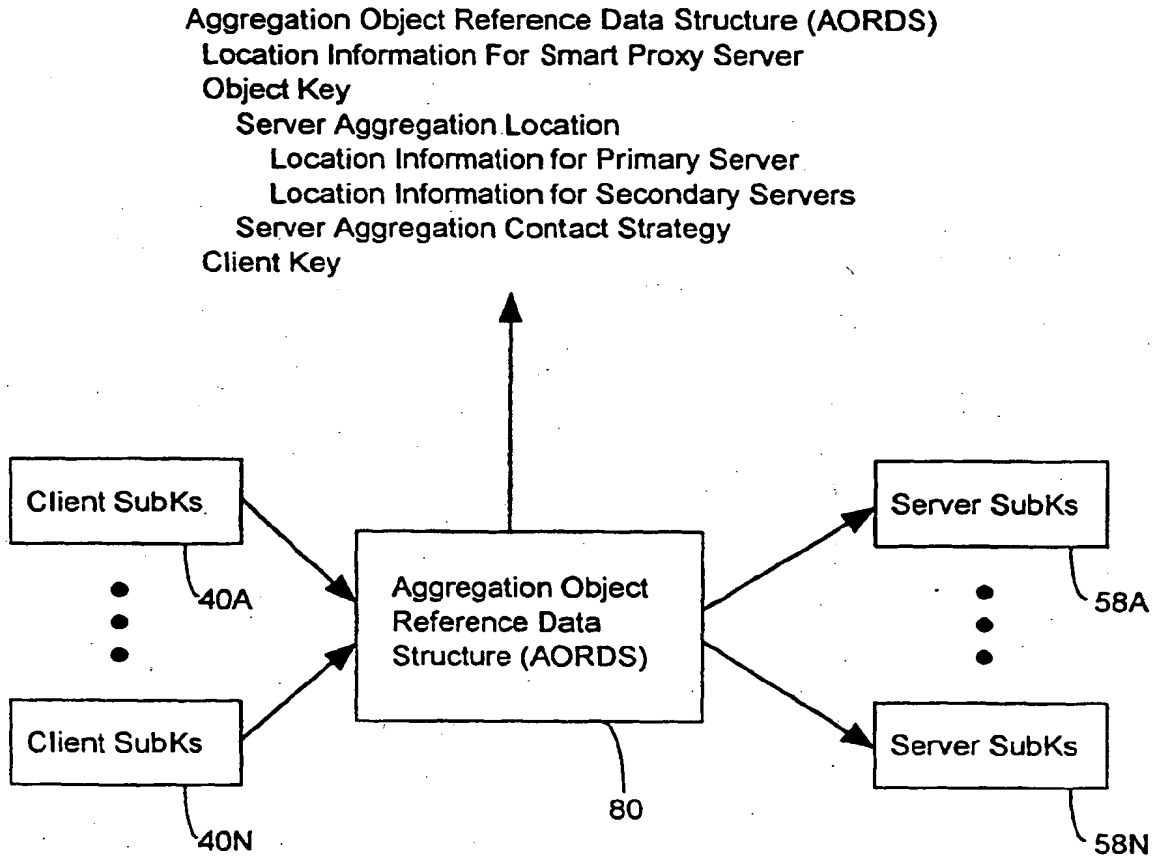 Aggregation Object Reference Data Structure (AORDS)
Location Information For Smart Proxy Server
Object Key
Server Aggregation Location
Location Information for Primary Server
Location Information for Secondary Servers
Server Aggregation Contact Strategy
Client Key
Client SubKs
40A
Client SubKs
40N
Aggregation Object
Reference Data
Structure (AORDS)
80
Server SubKs
58A
Server SubKs
58N